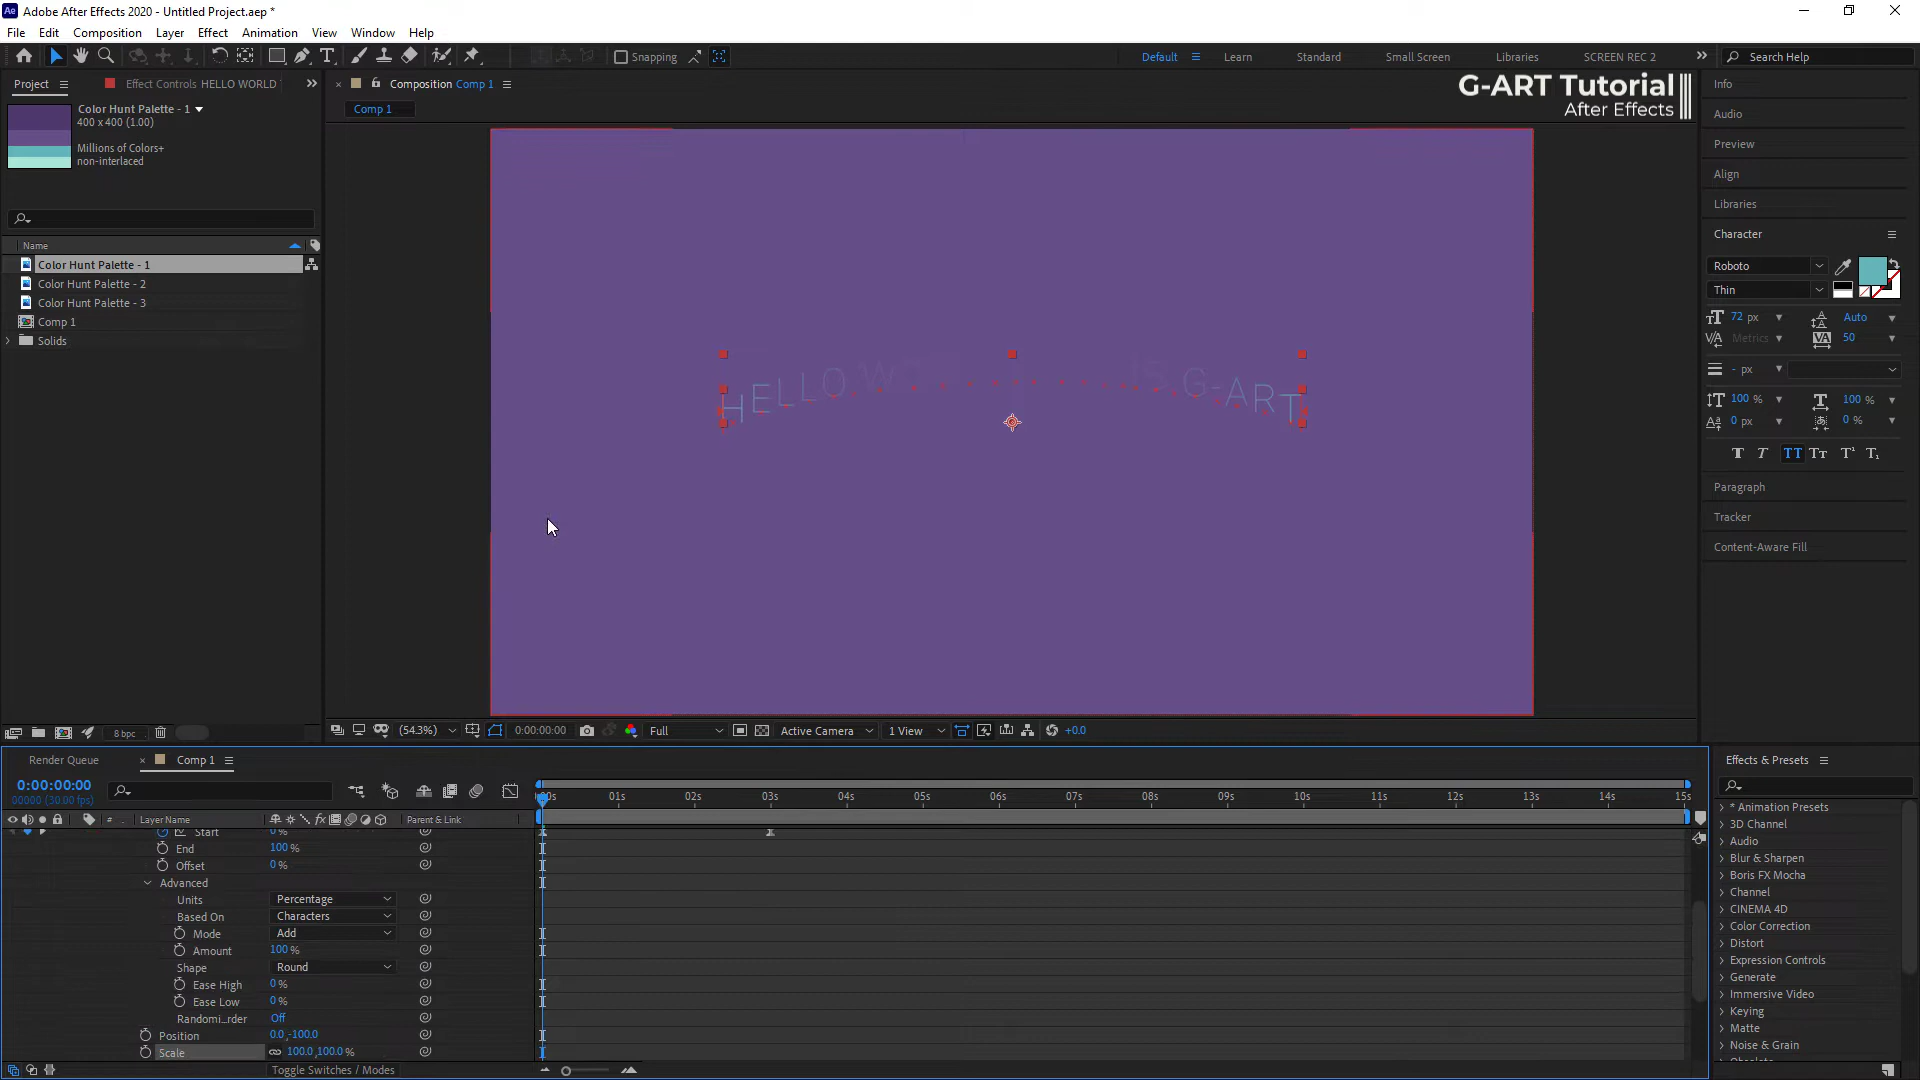 Adobe After Effects 2020 - Untitled Project.aep *
File Edit Composition Layer Effect Animation View Window Help
Snapping
Default Learn Standard Small Screen Libraries SCREEN REC 2 Search Help
Project Effect Controls HELLO WORLD
Composition Comp 1
Comp 1
G-ART Tutorial
After Effects
Color Hunt Palette - 1
400 x 400 (1.00)
Millions of Colors+
non-interlaced
Name
Color Hunt Palette - 1
Color Hunt Palette - 2
Color Hunt Palette - 3
Comp 1
Solids
HELLO WO IS G-ART
8 bpc
(54.3%) 0:00:00:00 Full Active Camera 1 View +0.0
Info
Audio
Preview
Align
Libraries
Character
Roboto
Thin
72 px Auto
Metrics 50
- px
100 % 100 %
0 px 0 %
TT
Paragraph
Tracker
Content-Aware Fill
Render Queue Comp 1
0:00:00:00
00000 (30.00 fps)
00s 01s 02s 03s 04s 05s 06s 07s 08s 09s 10s 11s 12s 13s 14s 15s
# Layer Name Parent & Link
Start 0%
End 100%
Offset 0%
Advanced
Units Percentage
Based On Characters
Mode Add
Amount 100%
Shape Round
Ease High 0%
Ease Low 0%
Randomi...rder Off
Position 0.0,-100.0
Scale 100.0,100.0%
Toggle Switches / Modes
Effects & Presets
* Animation Presets
3D Channel
Audio
Blur & Sharpen
Boris FX Mocha
Channel
CINEMA 4D
Color Correction
Distort
Expression Controls
Generate
Immersive Video
Keying
Matte
Noise & Grain